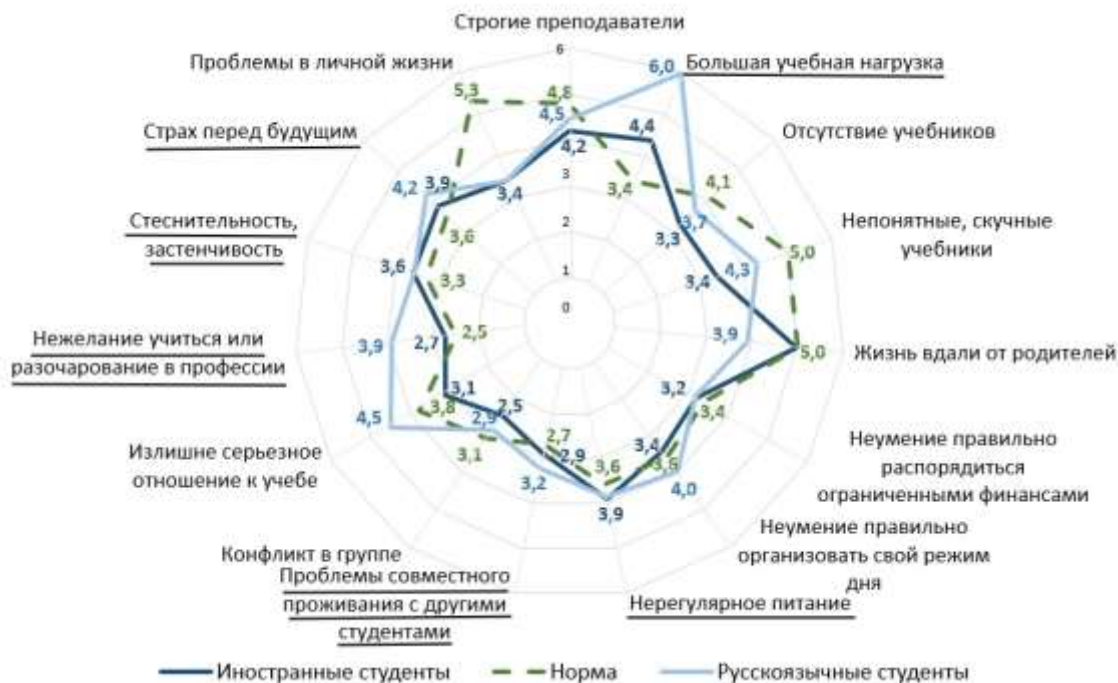 Строгие преподаватели
6
Большая учебная нагрузка
6,0
Проблемы в личной жизни
5,3
4,8
4,5
4,4
4,2
Страх перед будущим
Отсутствие учебников
4,2
3,9
3,4
3
3,4
4,1
3,7
3,3
Стеснительность,
застенчивость
3,6
3,6
3,3
2
1
0
Непонятные, скучные
учебники
5,0
4,3
3,4
Нежелание учиться или
разочарование в профессии
3,9
2,7
2,5
3,9
5,0
Жизнь вдали от родителей
3,1
3,8
4,5
2,5
2,9
3,1
3,2
3,4
Излишне серьезное
отношение к учебе
Неумение правильно
распорядиться
ограниченными финансами
2,7
2,9
3,2
3,6
3,9
3,4
4,0
Неумение правильно
организовать свой режим
дня
Конфликт в группе
Проблемы совместного
проживания с другими
студентами
Нерегулярное питание
Иностранные студенты
Норма
Русскоязычные студенты